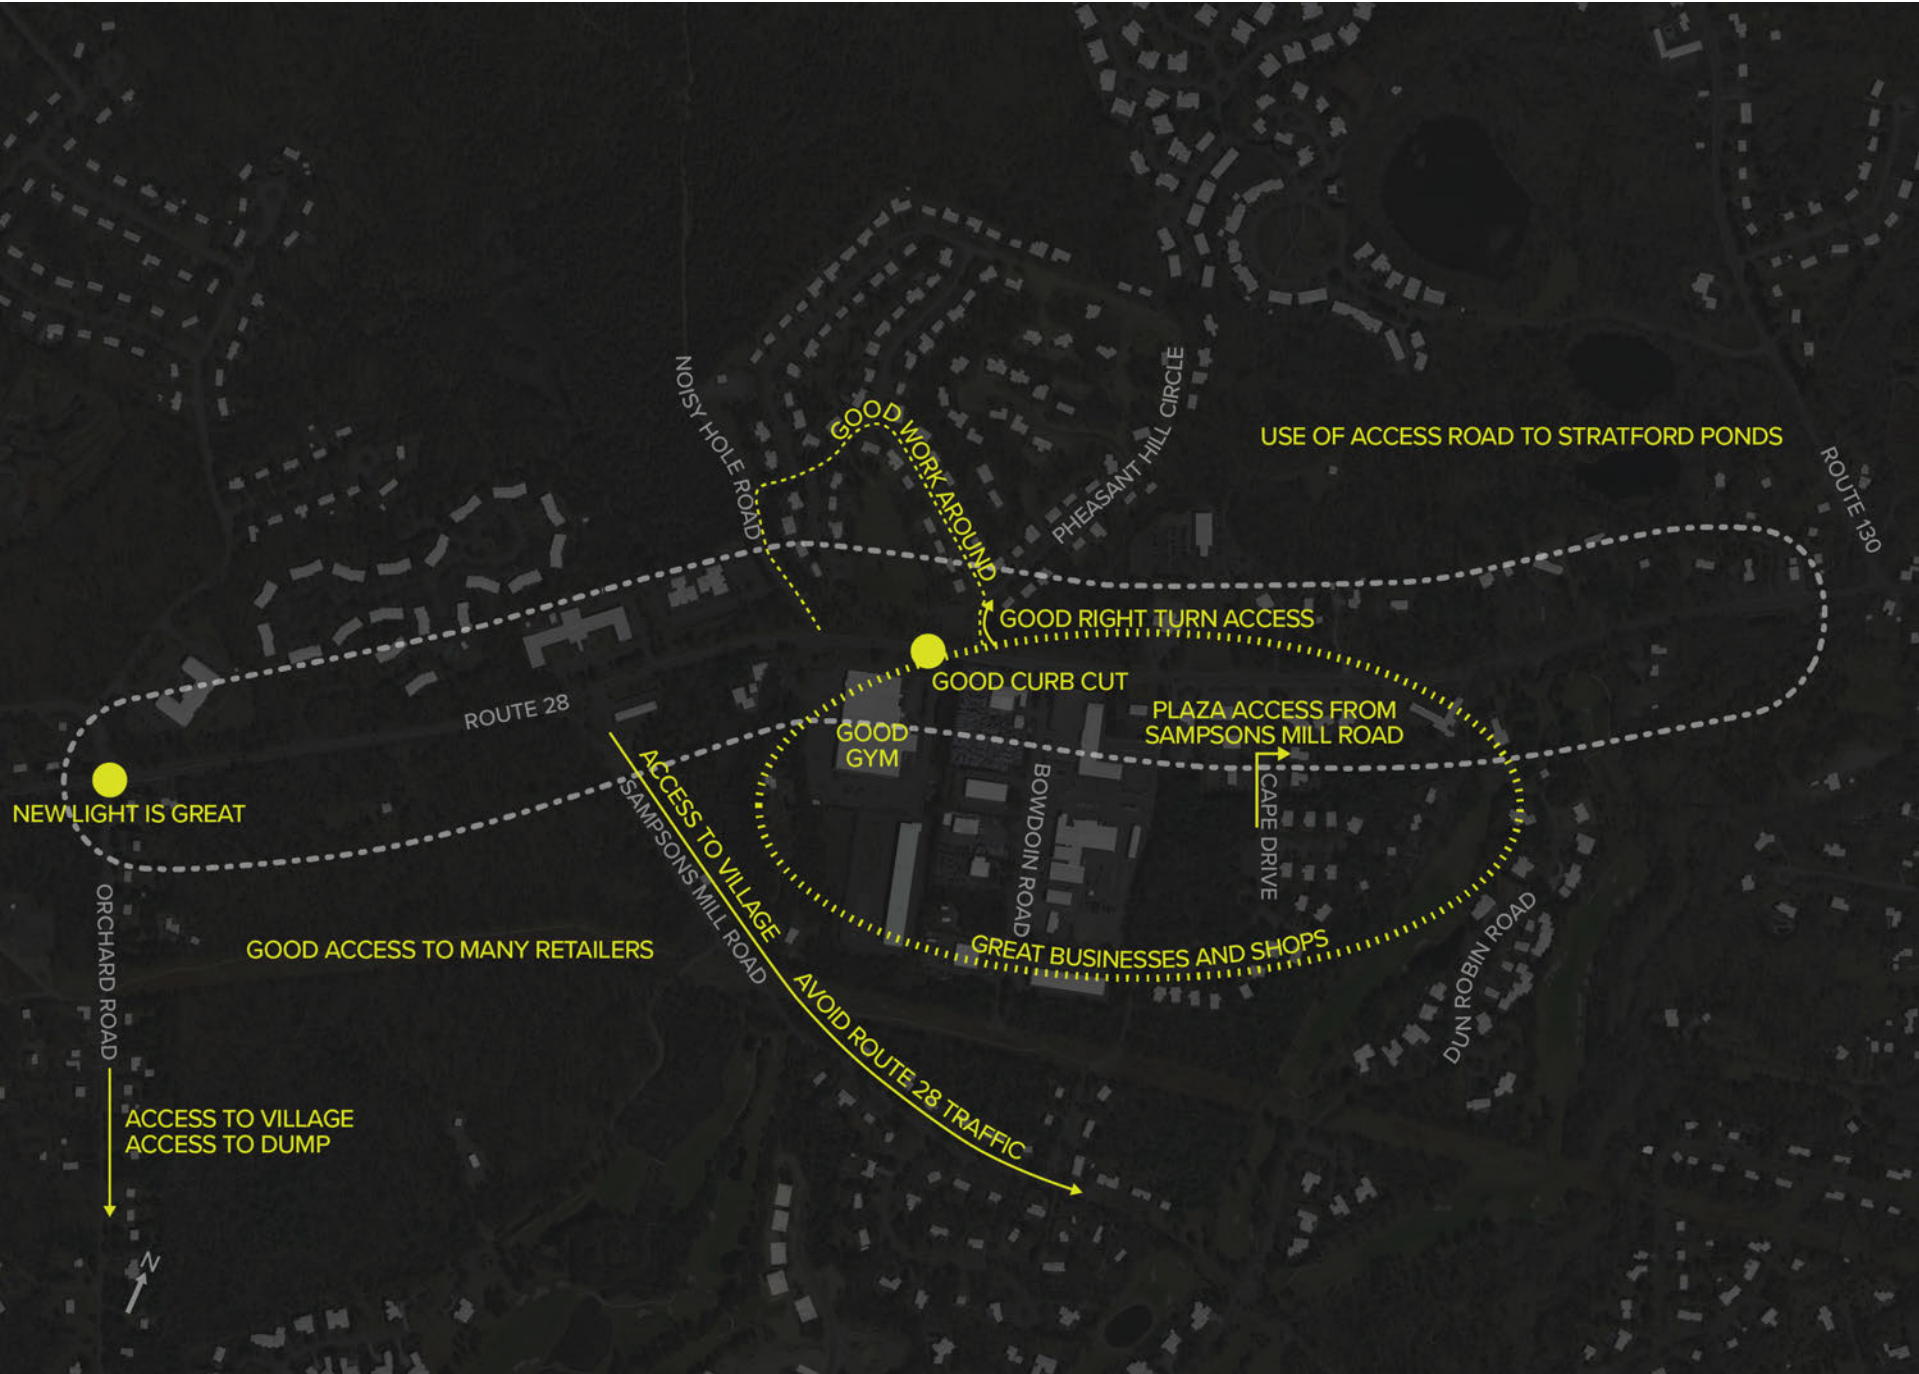 NOISY HOLE ROAD
GOOD WORK AROUND
PHEASANT HILL CIRCLE
USE OF ACCESS ROAD TO STRATFORD PONDS
ROUTE 130
GOOD RIGHT TURN ACCESS
GOOD CURB CUT
ROUTE 28
PLAZA ACCESS FROM
SAMPSONS MILL ROAD
GOOD
GYM
NEW LIGHT IS GREAT
ACCESS TO VILLAGE
SAMPSONS MILL ROAD
BOWDOIN ROAD
CAPE DRIVE
ORCHARD ROAD
GOOD ACCESS TO MANY RETAILERS
GREAT BUSINESSES AND SHOPS
DUN ROBIN ROAD
AVOID ROUTE 28 TRAFFIC
ACCESS TO VILLAGE
ACCESS TO DUMP
N